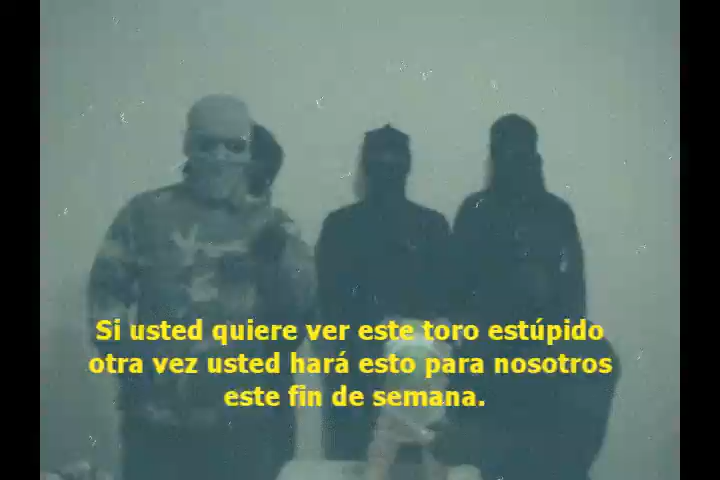 Si usted quiere ver este toro estúpido
otra vez usted hará esto para nosotros
este fin de semana.